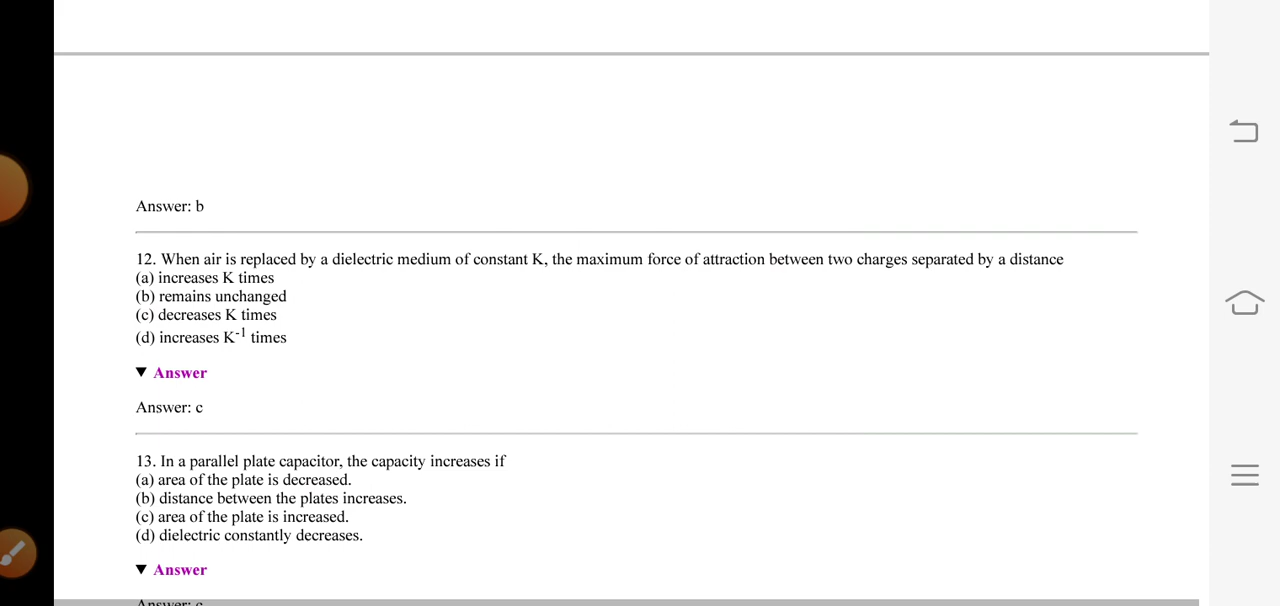 Answer: b
12. When air is replaced by a dielectric medium of constant K, the maximum force of attraction between two charges separated by a distance
(a) increases K times
(b) remains unchanged
(c) decreases K times
(d) increases K⁻¹ times
▼ Answer
Answer: c
13. In a parallel plate capacitor, the capacity increases if
(a) area of the plate is decreased.
(b) distance between the plates increases.
(c) area of the plate is increased.
(d) dielectric constantly decreases.
▼ Answer
Answer: c